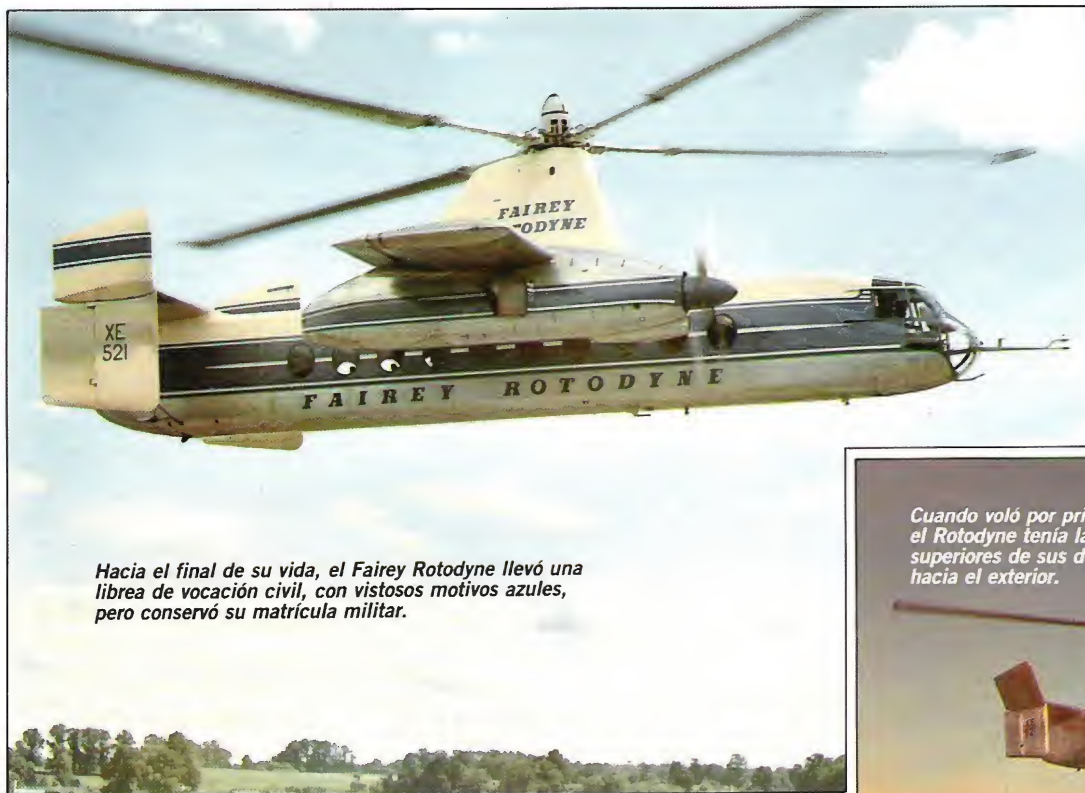 FAIREY
ROTODYNE
XE
521
FAIREY ROTODYNE
Hacia el final de su vida, el Fairey Rotodyne llevó una
librea de vocación civil, con vistosos motivos azules,
pero conservó su matrícula militar.
Cuando voló por pri
el Rotodyne tenía la
superiores de sus d
hacia el exterior.